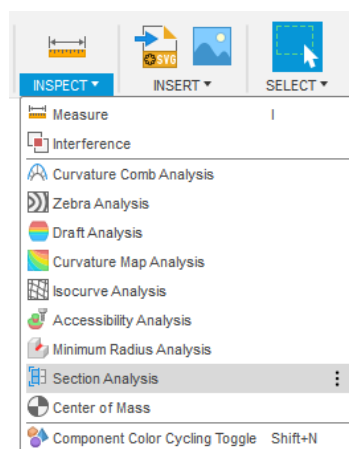 SVG
INSPECT ▾ INSERT ▾ SELECT ▾
Measure I
Interference
Curvature Comb Analysis
Zebra Analysis
Draft Analysis
Curvature Map Analysis
Isocurve Analysis
Accessibility Analysis
Minimum Radius Analysis
Section Analysis
Center of Mass
Component Color Cycling Toggle Shift+N